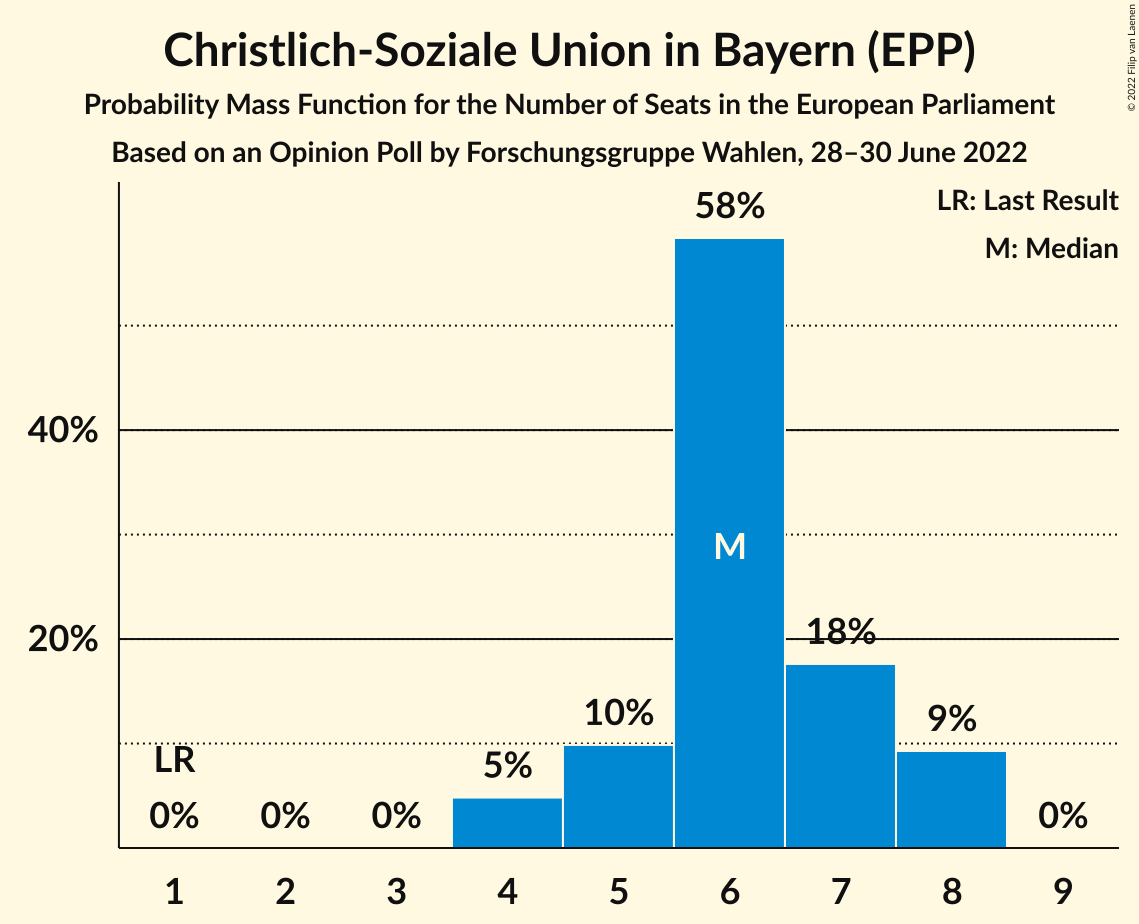 Christlich-Soziale Union in Bayern (EPP)
Probability Mass Function for the Number of Seats in the European Parliament
Based on an Opinion Poll by Forschungsgruppe Wahlen, 28–30 June 2022
© 2022 Filip van Laenen
LR: Last Result
M: Median
58%
40%
M
20%
18%
10%
9%
LR
5%
0% 0% 0% 0%
1 2 3 4 5 6 7 8 9